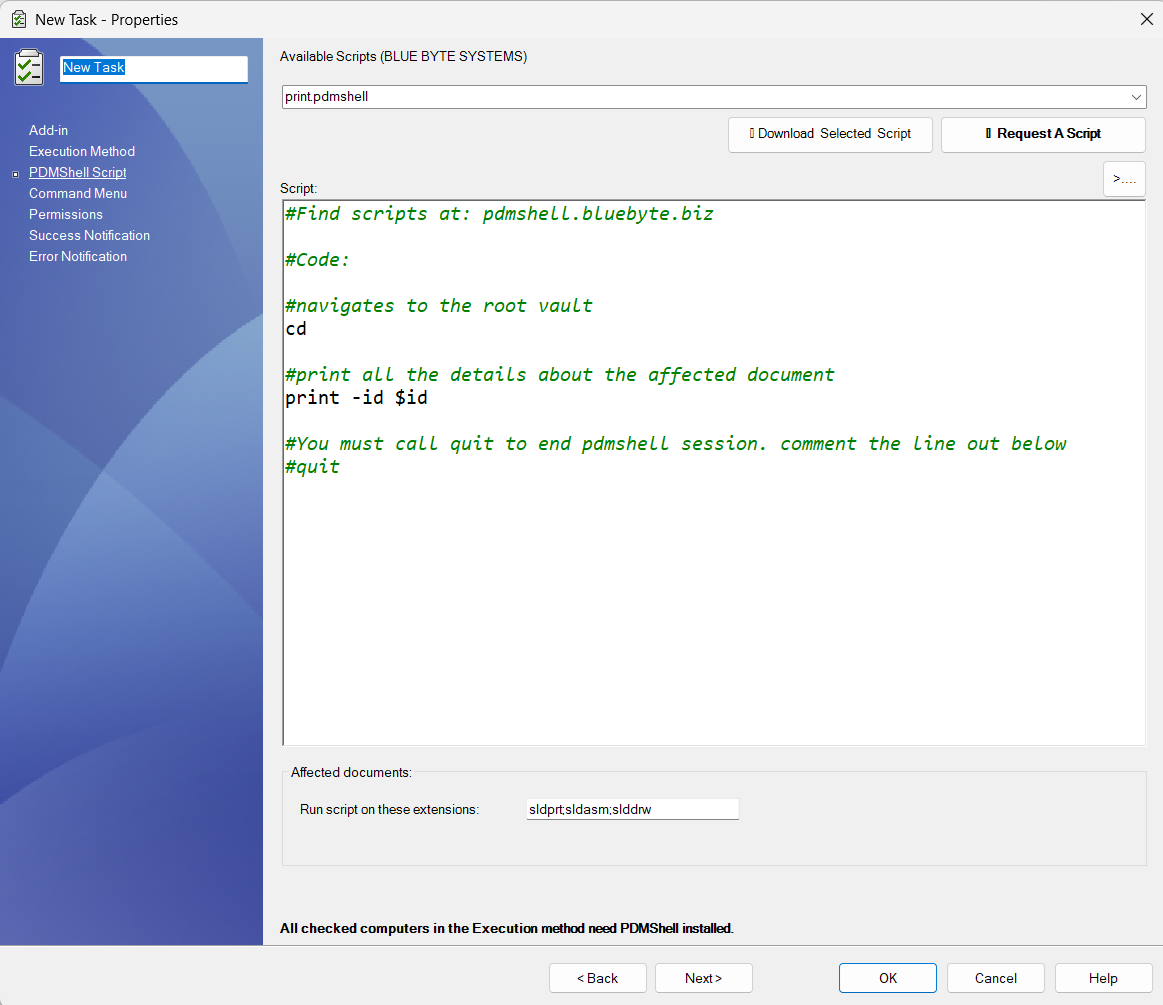 New Task - Properties
New Task
Add-in
Execution Method
PDMShell Script
Command Menu
Permissions
Success Notification
Error Notification
Available Scripts (BLUE BYTE SYSTEMS)
print.pdmshell
Download Selected Script
Request A Script
>....
Script:
#Find scripts at: pdmshell.bluebyte.biz
#Code:
#navigates to the root vault
cd
#print all the details about the affected document
print -id $id
#You must call quit to end pdmshell session. comment the line out below
#quit
Affected documents:
Run script on these extensions:
sldprt;sldasm;slddrw
All checked computers in the Execution method need PDMShell installed.
< Back
Next >
OK
Cancel
Help